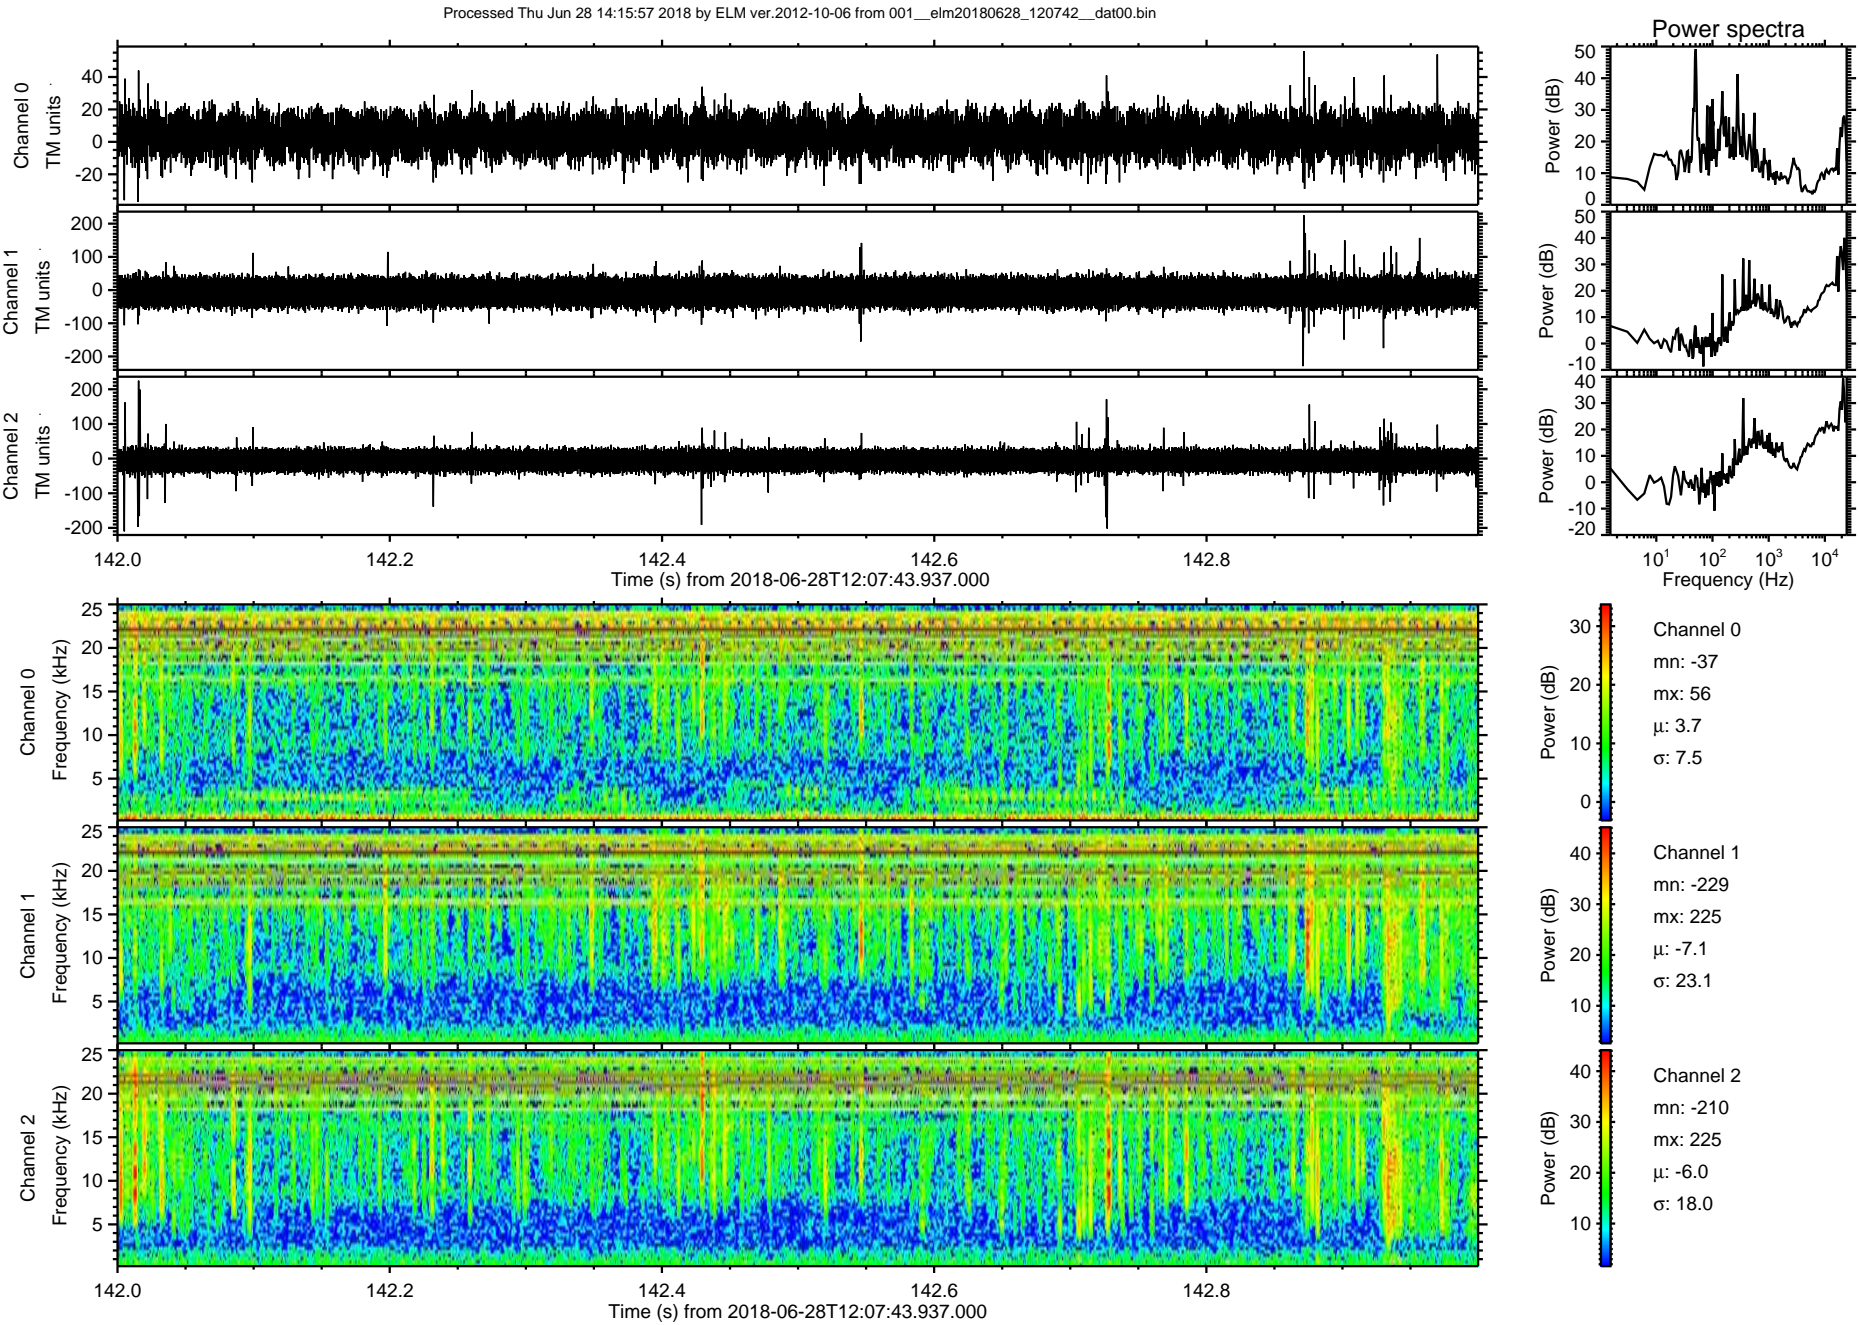 Processed Thu Jun 28 14:15:57 2018 by ELM ver.2012-10-06 from 001__elm20180628_120742__dat00.bin
Power spectra
Channel 0
TM units
40
20
0
-20
Power (dB)
50
40
30
20
10
0
Channel 1
TM units
200
100
0
-100
-200
Power (dB)
50
40
30
20
10
0
-10
Channel 2
TM units
200
100
0
-100
-200
Power (dB)
40
30
20
10
0
-10
-20
142.0 142.2 142.4 142.6 142.8
Time (s) from 2018-06-28T12:07:43.937.000
10¹ 10² 10³ 10⁴
Frequency (Hz)
Channel 0
Frequency (kHz)
25
20
15
10
5
Power (dB)
30
20
10
0
Channel 0
mn: -37
mx: 56
µ: 3.7
σ: 7.5
Channel 1
Frequency (kHz)
25
20
15
10
5
Power (dB)
40
30
20
10
Channel 1
mn: -229
mx: 225
µ: -7.1
σ: 23.1
Channel 2
Frequency (kHz)
25
20
15
10
5
Power (dB)
40
30
20
10
Channel 2
mn: -210
mx: 225
µ: -6.0
σ: 18.0
142.0 142.2 142.4 142.6 142.8
Time (s) from 2018-06-28T12:07:43.937.000